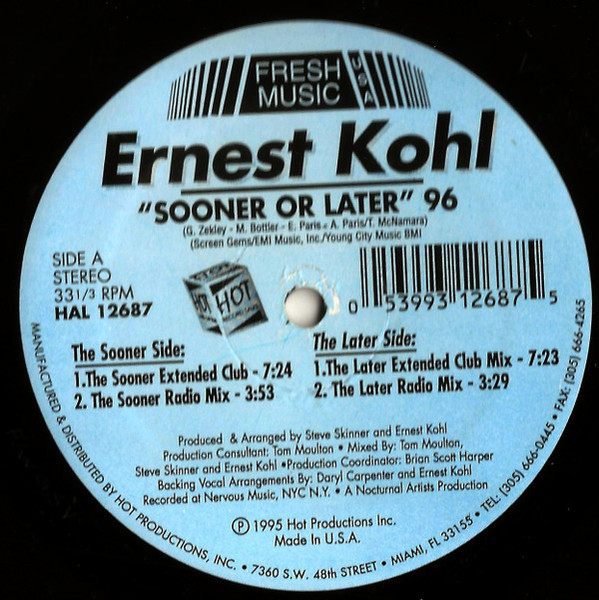 FRESH
MUSIC
USA
Ernest Kohl
"SOONER OR LATER" 96
(G. Zekley - M. Bottler - E. Paris - A. Paris/T. McNamara)
(Screen Gems/EMI Music, Inc./Young City Music BMI
SIDE A
STEREO
33 1/3 RPM
HAL 12687
HOT
HOT
0 53993 12687 5
The Sooner Side:
1.The Sooner Extended Club - 7:24
2. The Sooner Radio Mix - 3:53
The Later Side:
1.The Later Extended Club Mix - 7:23
2. The Later Radio Mix - 3:29
Produced & Arranged by Steve Skinner and Ernest Kohl
Production Consultant: Tom Moulton • Mixed By: Tom Moulton,
Steve Skinner and Ernest Kohl •Production Coordinator: Brian Scott Harper
Backing Vocal Arrangements By: Daryl Carpenter and Ernest Kohl
Recorded at Nervous Music, NYC N.Y. • A Nocturnal Artists Production
℗ 1995 Hot Productions Inc.
Made In U.S.A.
MANUFACTURED & DISTRIBUTED BY HOT PRODUCTIONS, INC. • 7360 S.W. 48th STREET • MIAMI, FL 33155 • TEL: (305) 666-0445 • FAX: (305) 666-4265